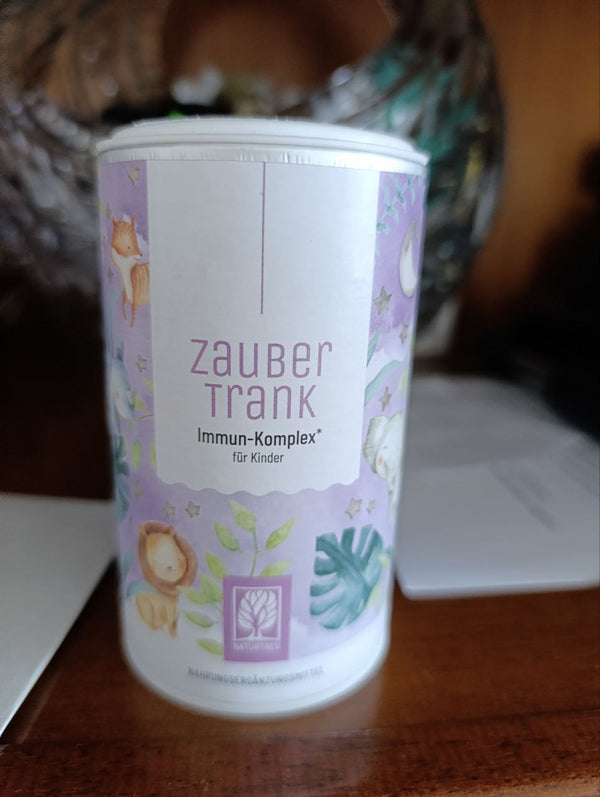 ZAUBER
TRANK
Immun-Komplex*
für Kinder
NATURTREU
NAHRUNGSERGÄNZUNGSMITTEL